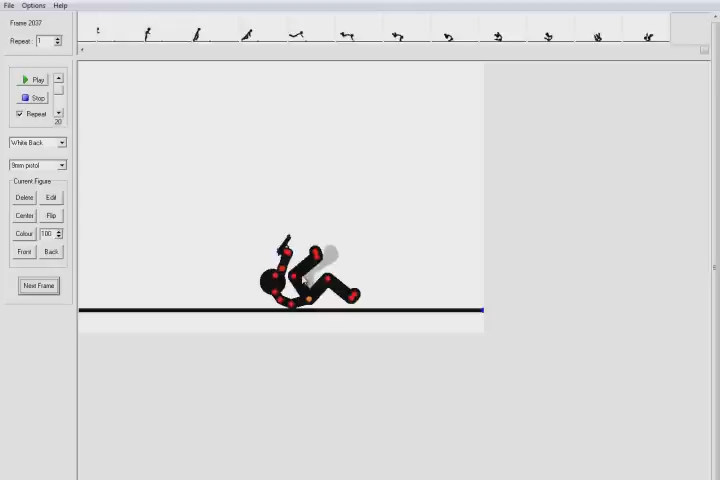 File Options Help
Frame 2037
Repeat: 1
Play
Stop
Repeat
20
White Back
9mm pistol
Current Figure
Delete Edit
Center Flip
Colour 100
Front Back
Next Frame